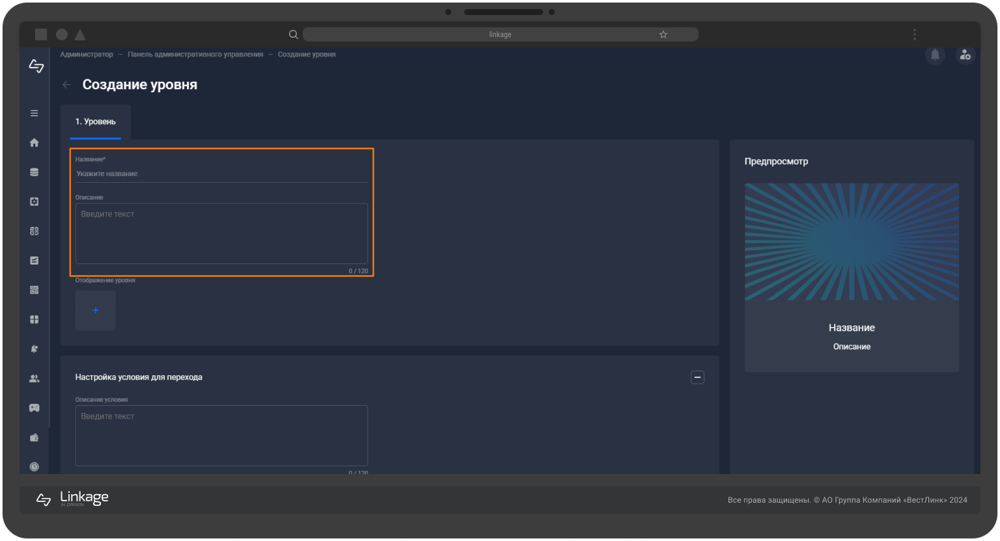 linkage
Администратор – Панель административного управления – Создание уровня
Создание уровня
1. Уровень
Название*
Укажите название
Описание
Введите текст
0 / 120
Отображение уровня
+
Предпросмотр
Название
Описание
Настройка условия для перехода
Описание условия
Введите текст
0 / 120
Linkage
AI DRIVEN
Все права защищены. © АО Группа Компаний «ВестЛинк» 2024